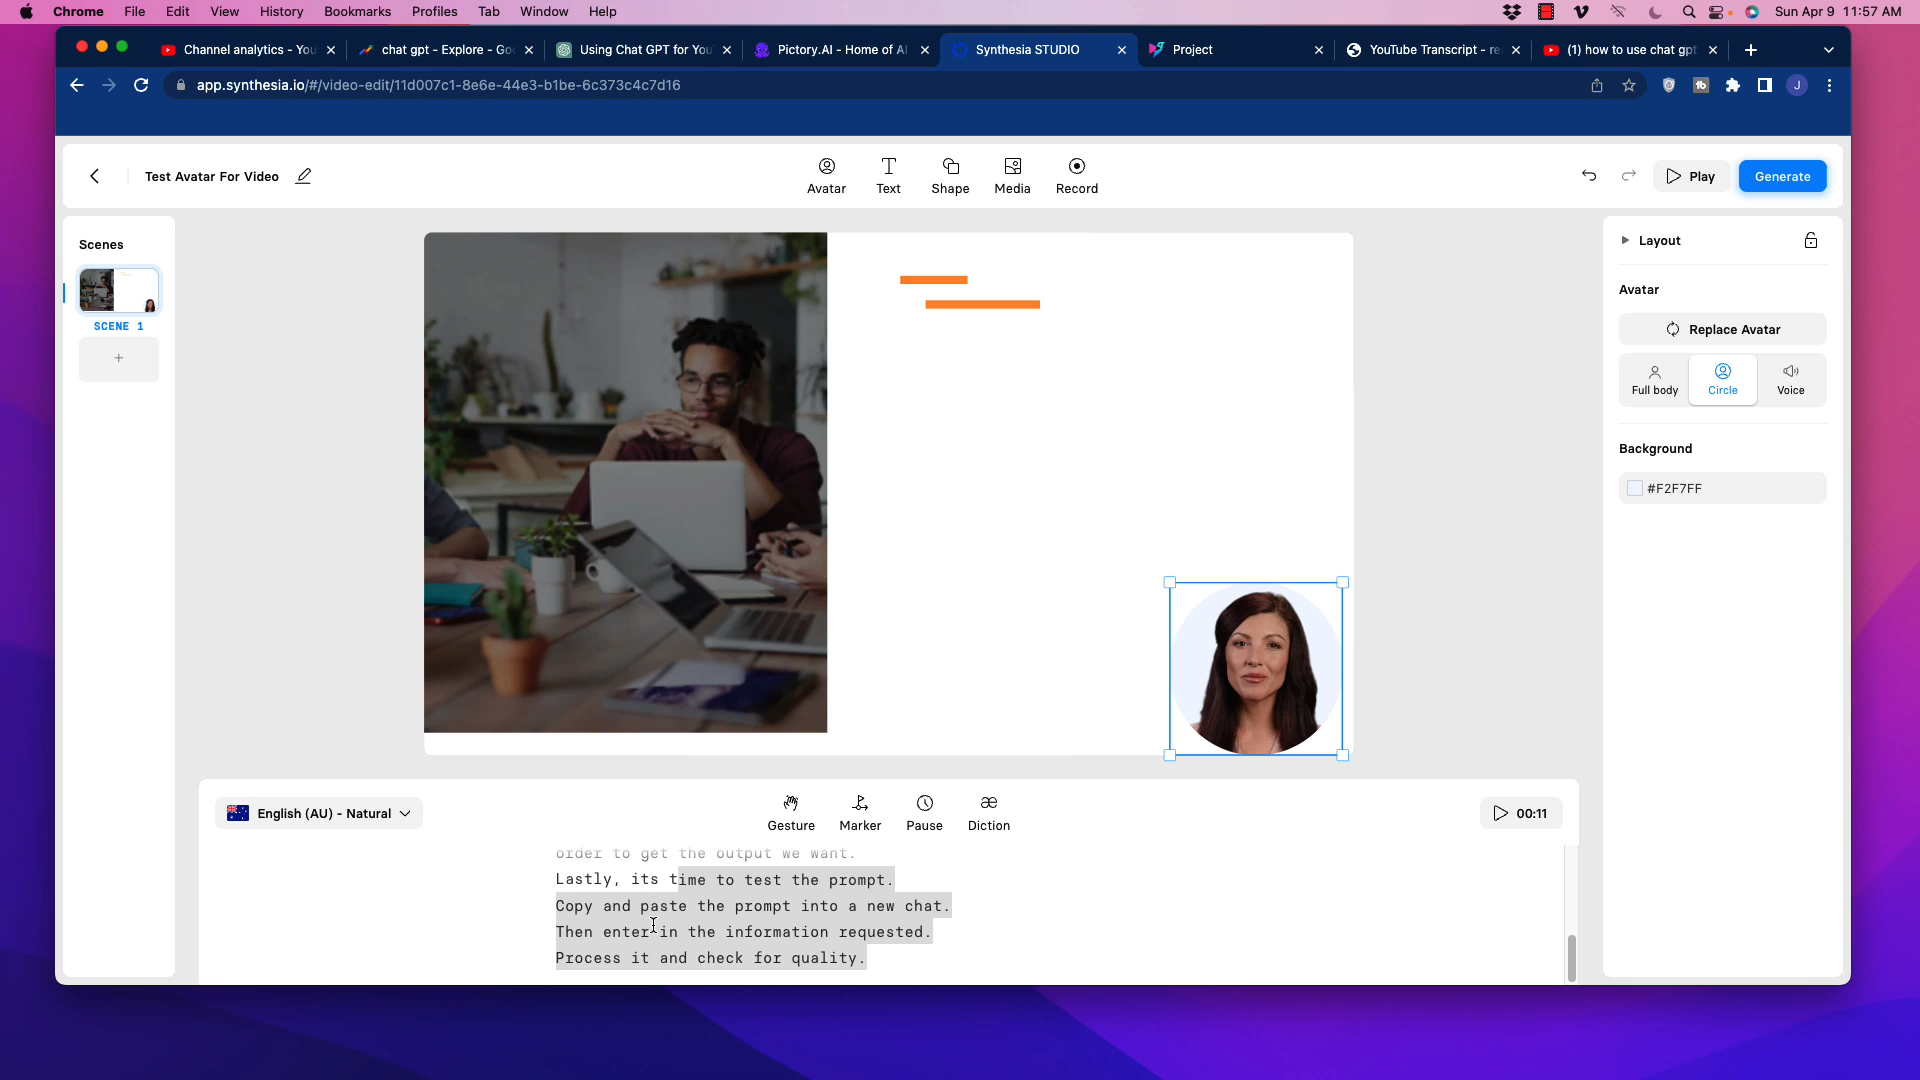 Chrome File Edit View History Bookmarks Profiles Tab Window Help
Sun Apr 9 11:57 AM
Channel analytics - You
chat gpt - Explore - Goo
Using Chat GPT for You
Pictory.AI - Home of AI
Synthesia STUDIO
Project
YouTube Transcript - re
(1) how to use chat gpt
app.synthesia.io/#/video-edit/11d007c1-8e6e-44e3-b1be-6c373c4c7d16
tb
J
Test Avatar For Video
Avatar
Text
Shape
Media
Record
Play
Generate
Scenes
SCENE 1
Layout
Avatar
Replace Avatar
Full body
Circle
Voice
Background
#F2F7FF
English (AU) - Natural
Gesture
Marker
Pause
æ
Diction
00:11
order to get the output we want.
Lastly, its time to test the prompt.
Copy and paste the prompt into a new chat.
Then enter in the information requested.
Process it and check for quality.